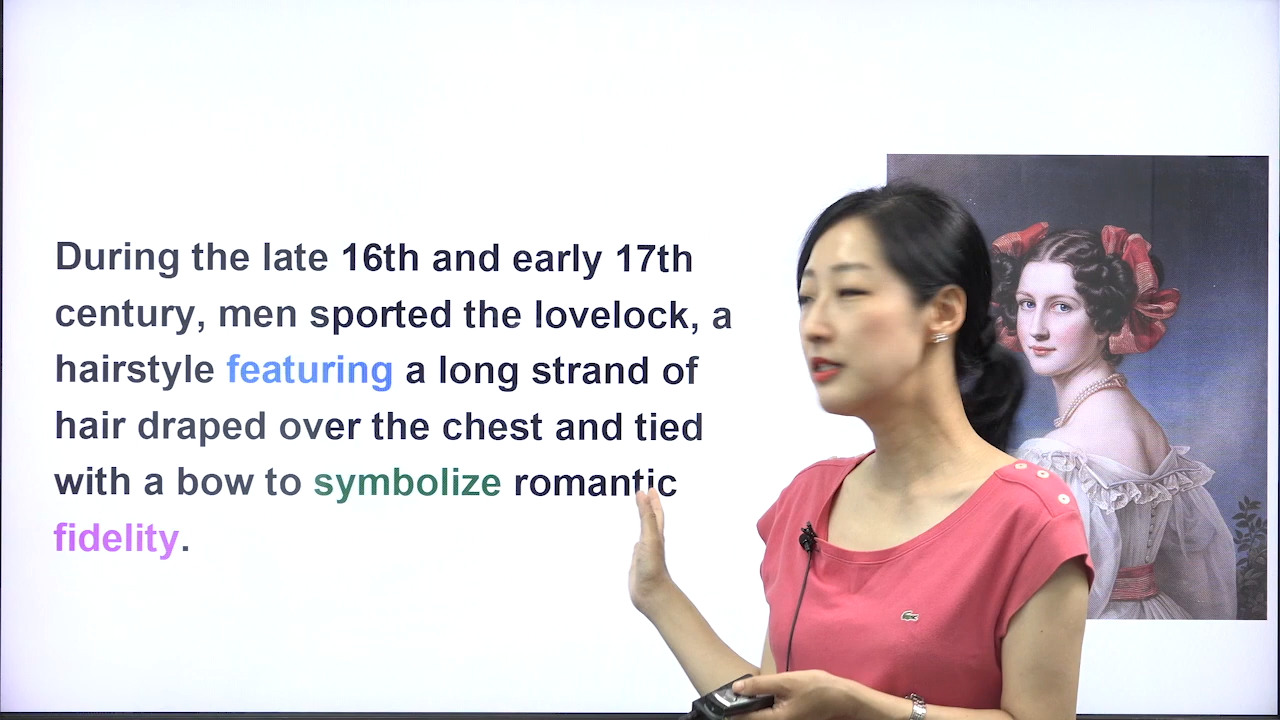 During the late 16th and early 17th
century, men sported the lovelock, a
hairstyle featuring a long strand of
hair draped over the chest and tied
with a bow to symbolize romantic
fidelity.